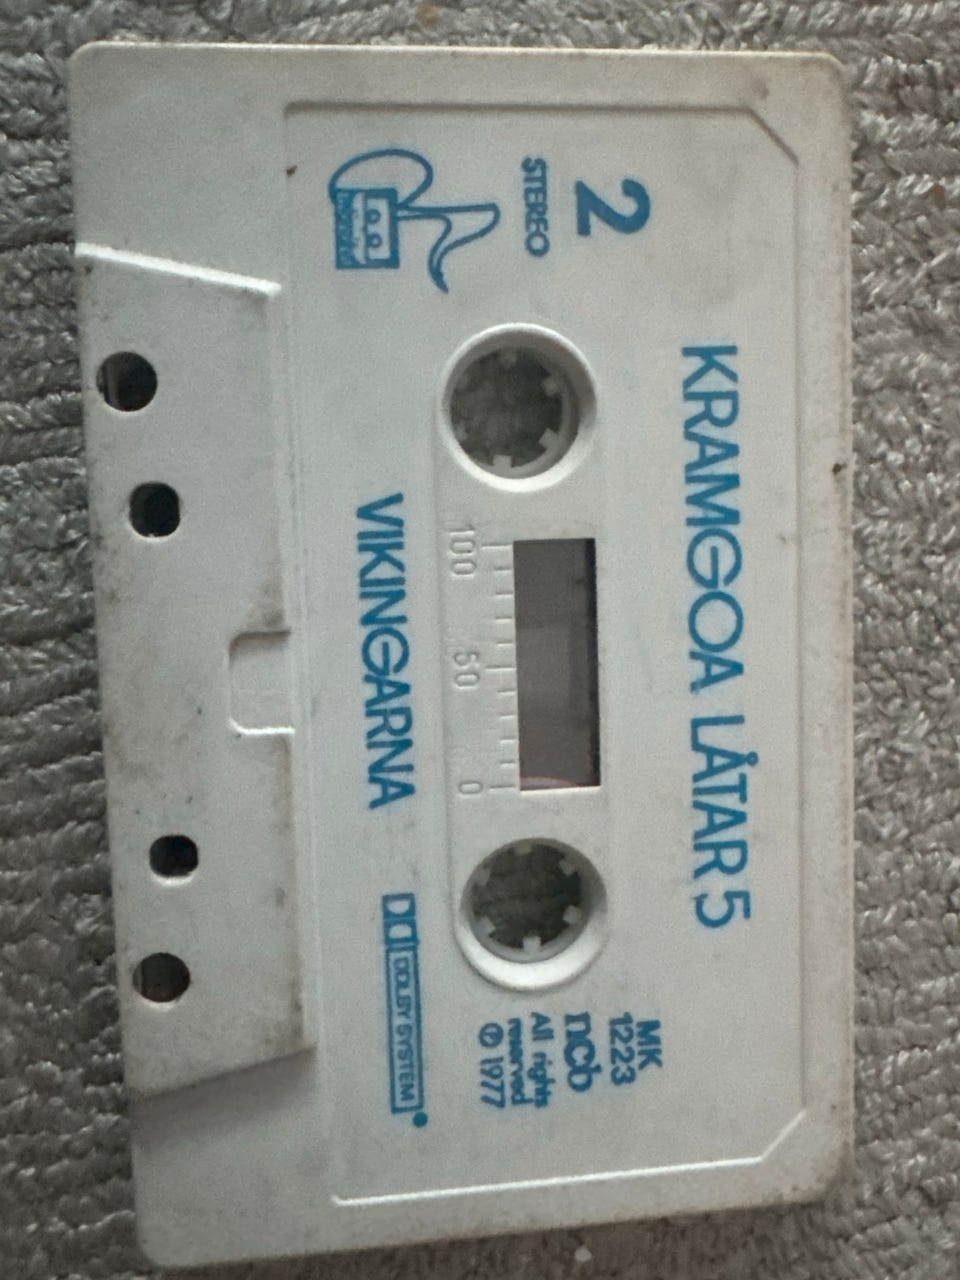 KRAMGOA LÅTAR 5
2
STEREO
MK
1223
ncb
All rights
reserved
℗ 1977
100 50 0
VIKINGARNA
DOLBY SYSTEM